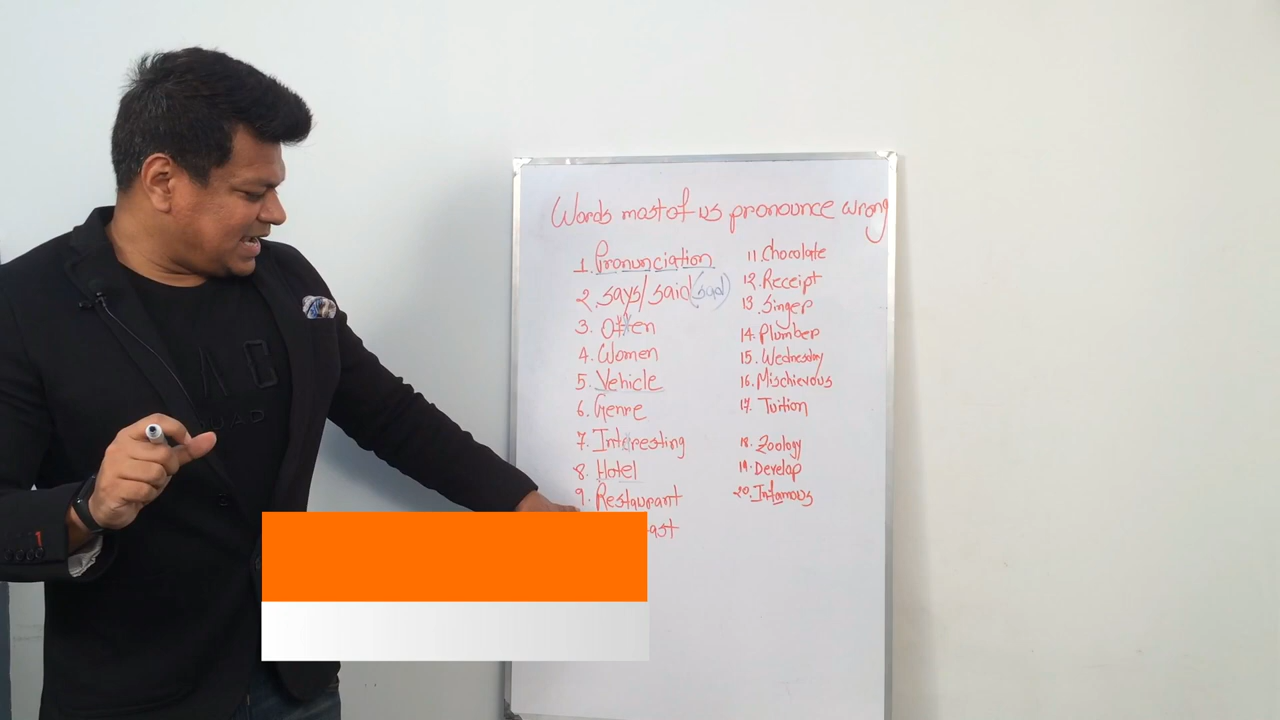 Words most of us pronounce wrong
1. Pronunciation
2. says/said (sad)
3. Often
4. Women
5. Vehicle
6. Genre
7. Interesting
8. Hotel
9. Restaurant
ast
11. Chocolate
12. Receipt
13. Singer
14. Plumber
15. Wednesday
16. Mischievous
17. Tuition
18. Zoology
19. Develop
20. Infamous